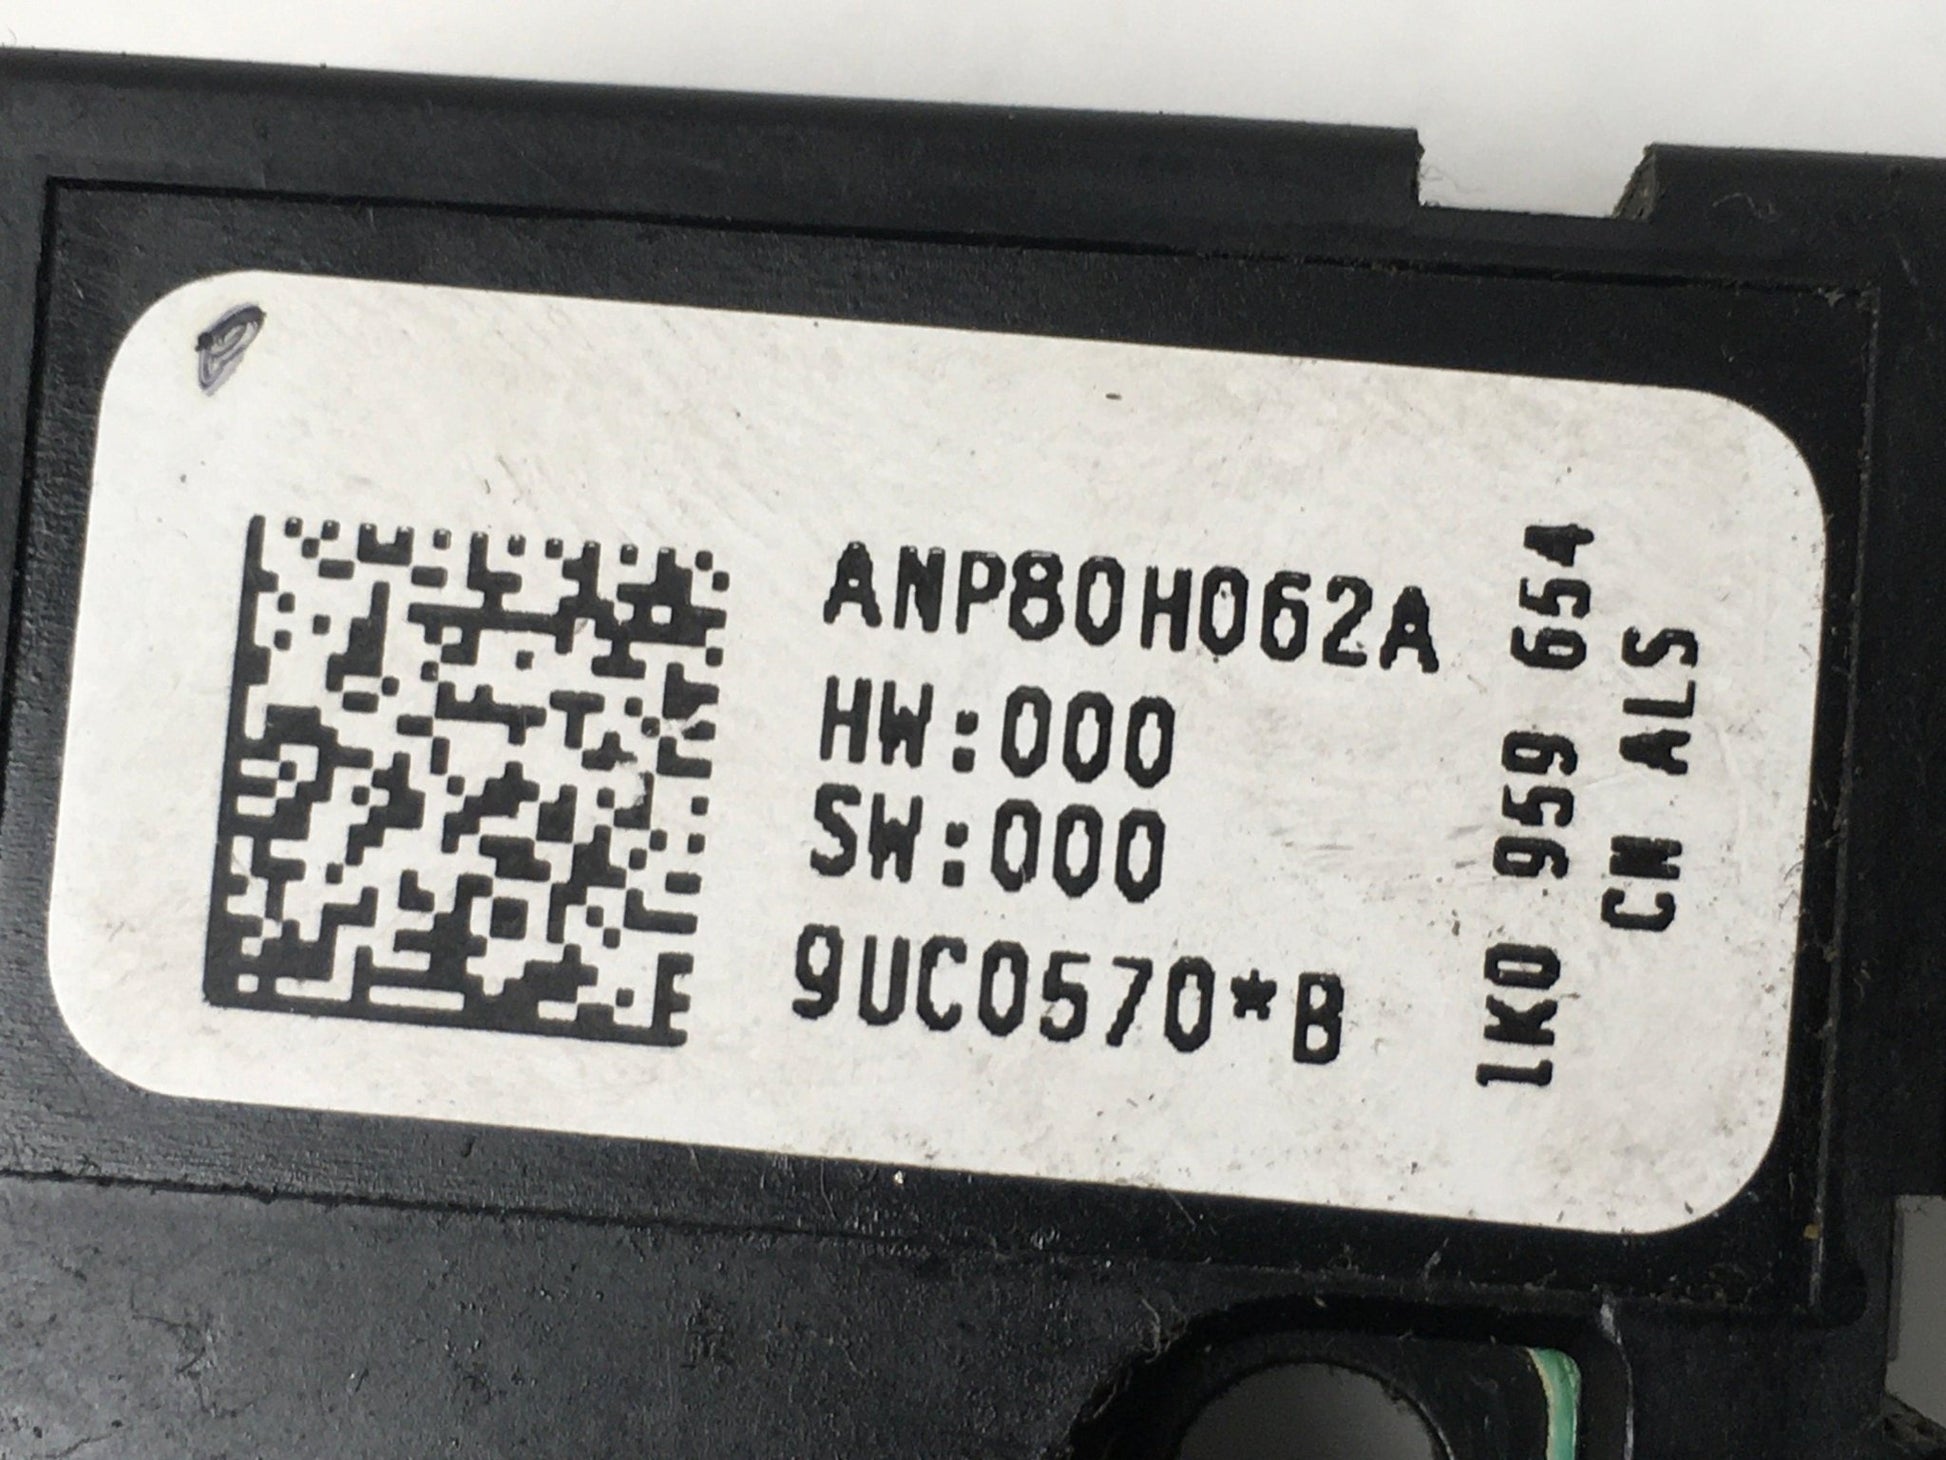 ANP80H062A
HW:000
SW:000
9UC0570*B
1K0 959 654
CN ALS